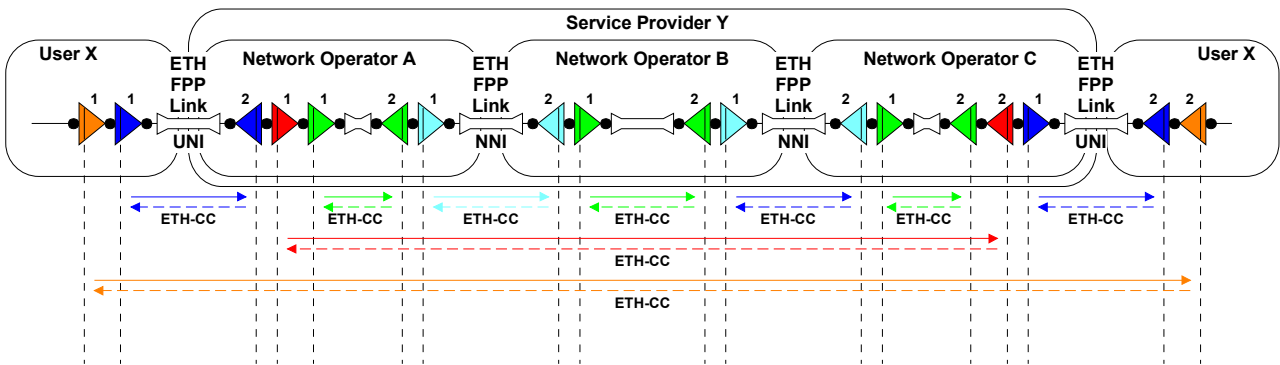 Service Provider Y
User X
ETH
FPP
Link
Network Operator A
ETH
FPP
Link
Network Operator B
ETH
FPP
Link
Network Operator C
ETH
FPP
Link
User X
1 1 2 1 1 2 1 2 1 2 1 2 1 2 2 1 2 2
UNI NNI NNI UNI
ETH-CC ETH-CC ETH-CC ETH-CC ETH-CC ETH-CC ETH-CC
ETH-CC
ETH-CC